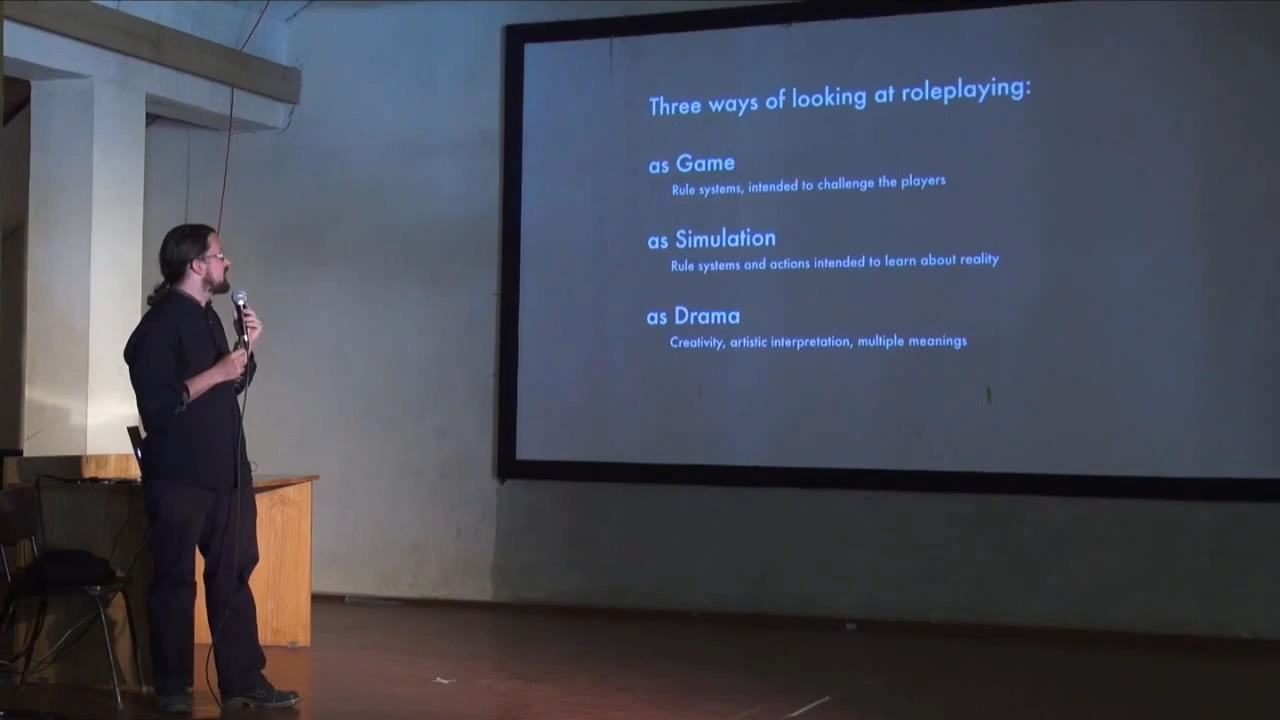 Three ways of looking at roleplaying:
as Game
Rule systems, intended to challenge the players
as Simulation
Rule systems and actions intended to learn about reality
as Drama
Creativity, artistic interpretation, multiple meanings